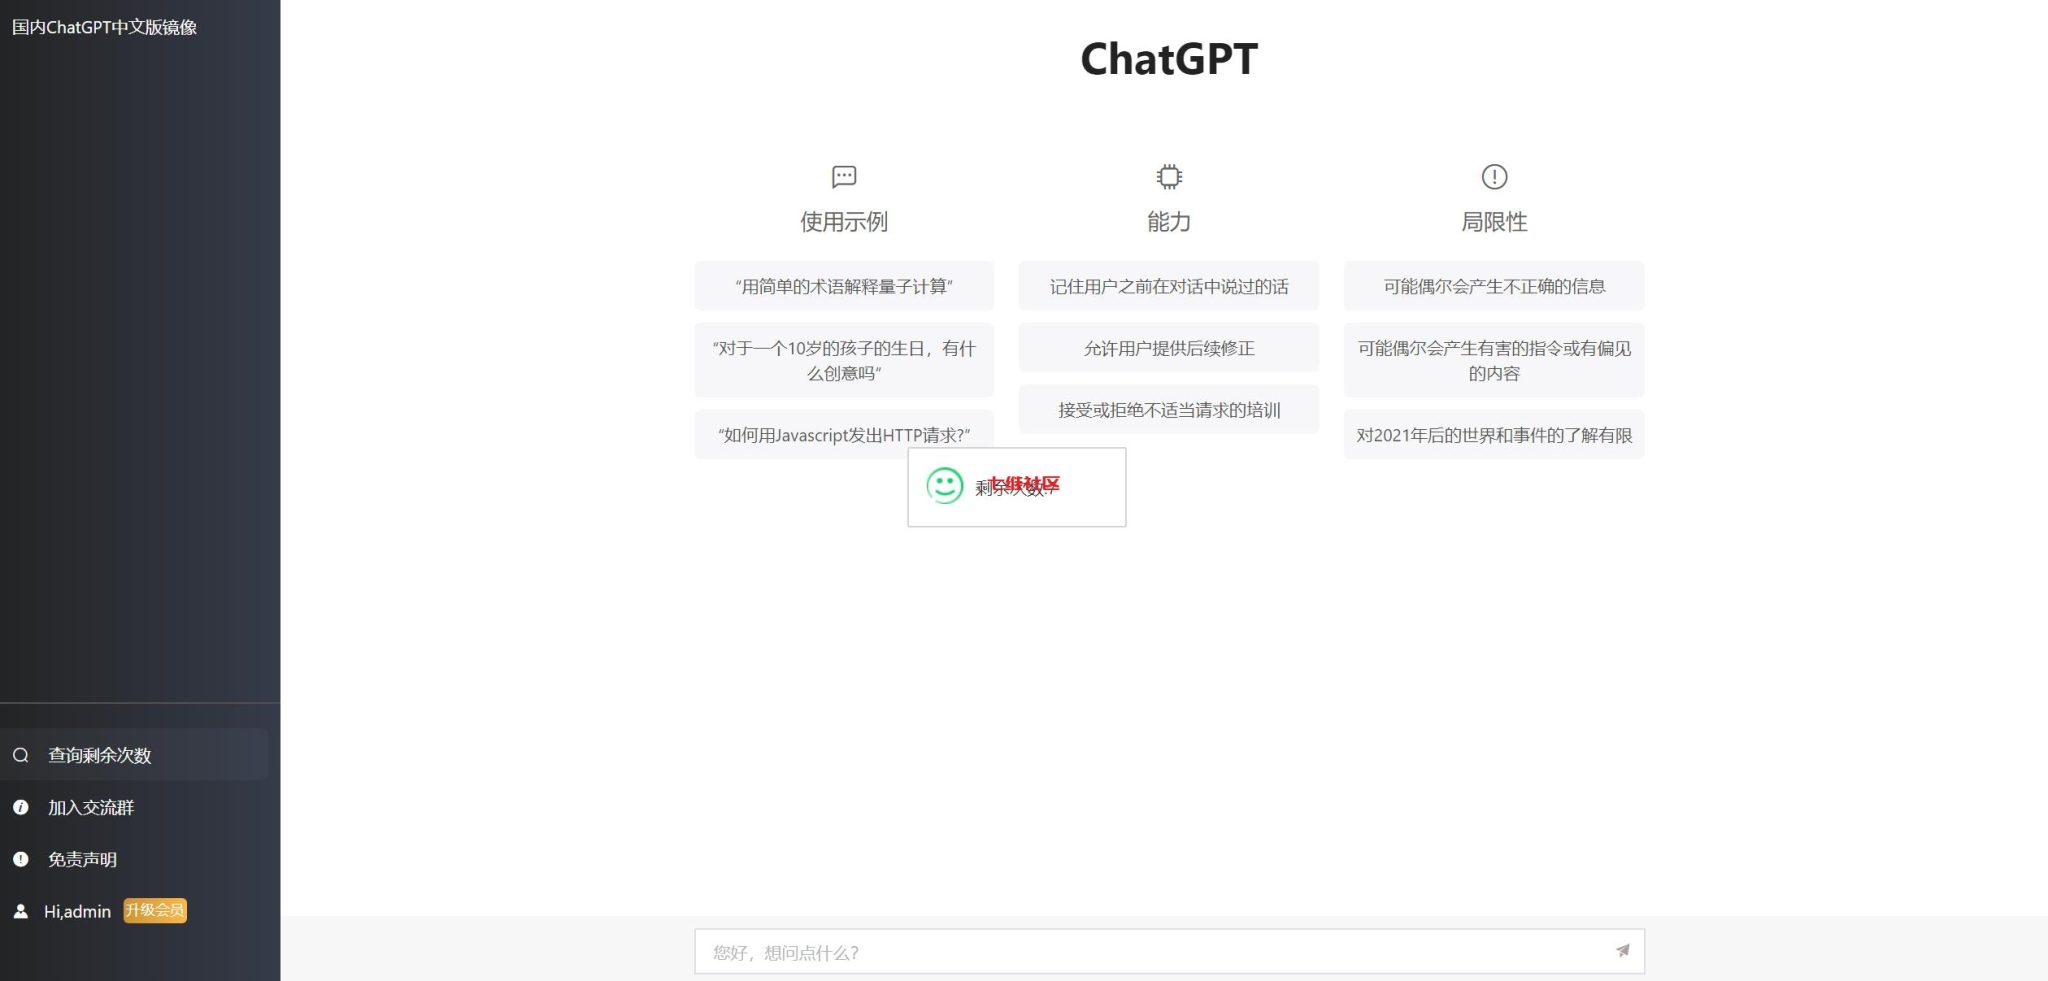 国内ChatGPT中文版镜像
ChatGPT
使用示例
“用简单的术语解释量子计算”
“对于一个10岁的孩子的生日，有什
么创意吗”
“如何用Javascript发出HTTP请求?”
能力
记住用户之前在对话中说过的话
允许用户提供后续修正
接受或拒绝不适当请求的培训
局限性
可能偶尔会产生不正确的信息
可能偶尔会产生有害的指令或有偏见
的内容
对2021年后的世界和事件的了解有限
剩余次数:7
查询剩余次数
加入交流群
免责声明
Hi,admin
升级会员
您好，想问点什么?